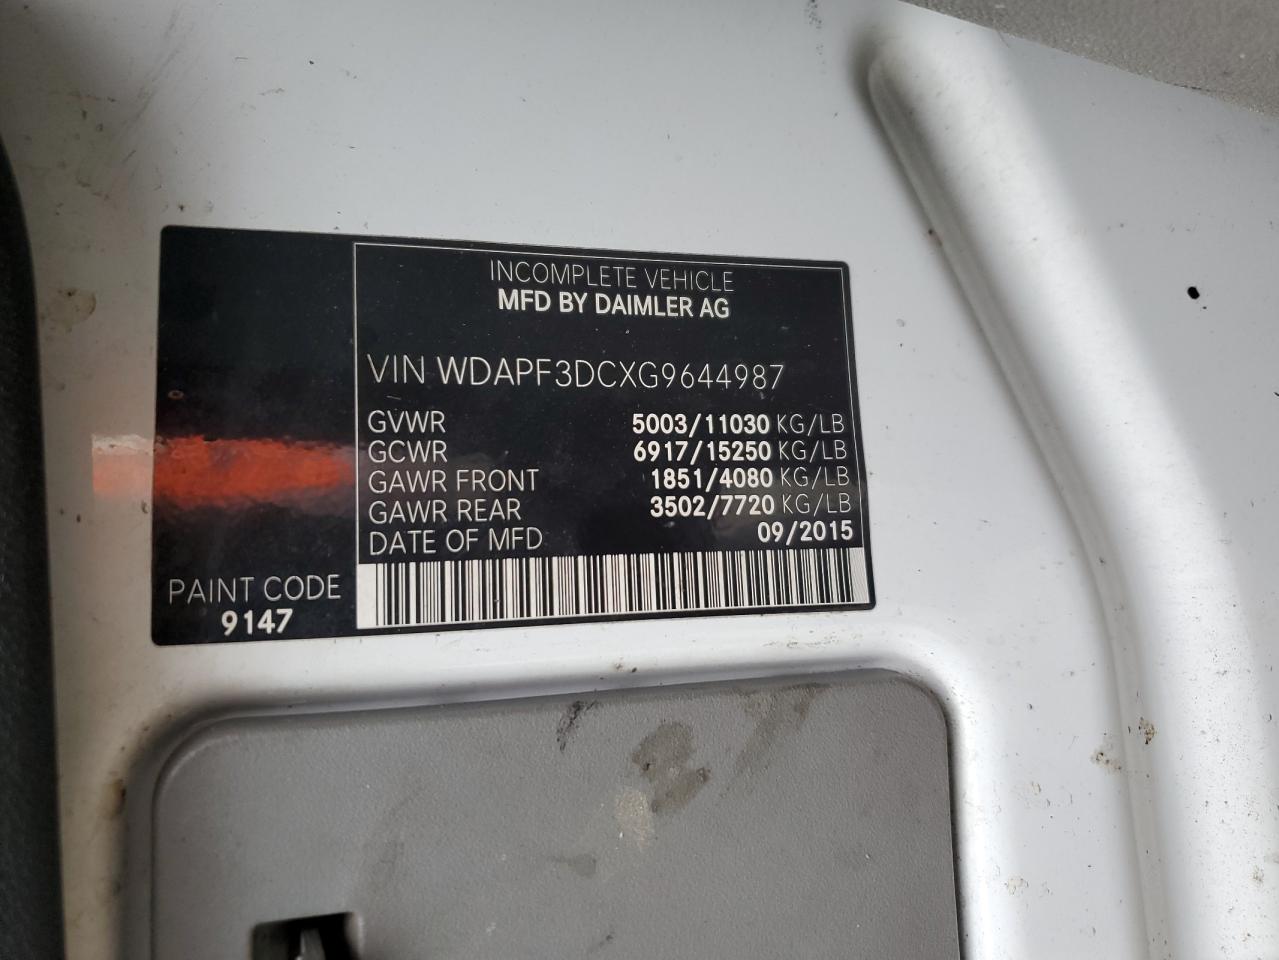 INCOMPLETE VEHICLE
MFD BY DAIMLER AG
VIN WDAPF3DCXG9644987
GVWR 5003/11030 KG/LB
GCWR 6917/15250 KG/LB
GAWR FRONT 1851/4080 KG/LB
GAWR REAR 3502/7720 KG/LB
DATE OF MFD 09/2015
PAINT CODE
9147